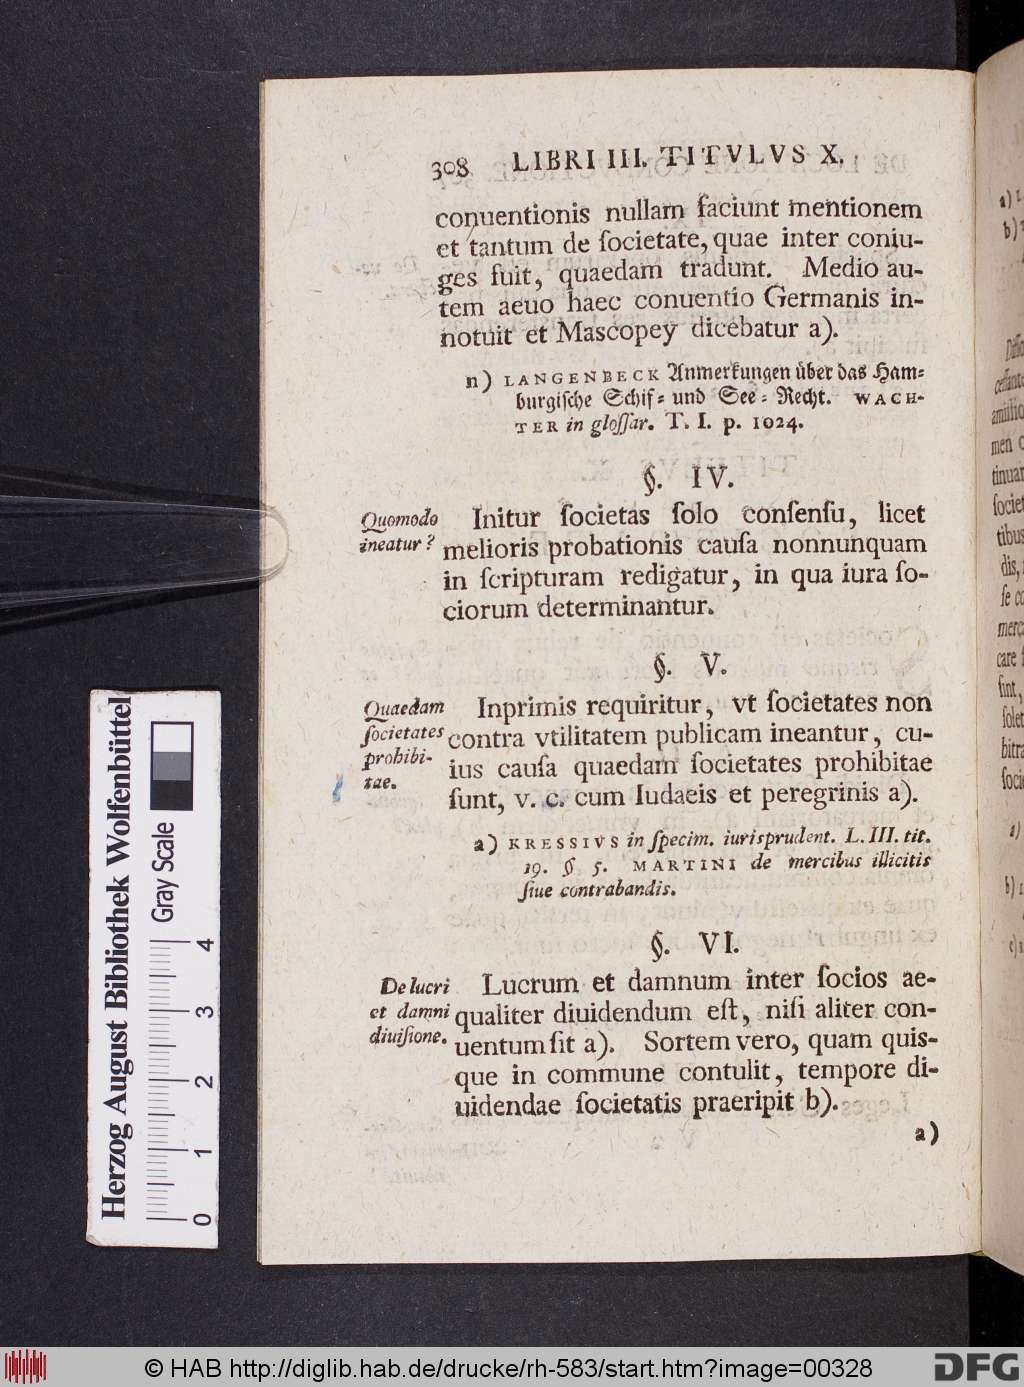 308 LIBRI III. TITVLVS X.
conuentionis nullam faciunt mentionem
et tantum de ſocietate, quae inter coniu-
ges fuit, quaedam tradunt. Medio au-
tem aeuo haec conuentio Germanis in-
notuit et Mascopey dicebatur a).
n) LANGENBECK Anmerkungen über das Ham-
burgiſche Schif- und See-Recht. WACH-
TER in gloſſar. T. I. p. 1024.
§. IV.
Quomodo
ineatur?
Initur ſocietas ſolo conſenſu, licet
melioris probationis cauſa nonnunquam
in ſcripturam redigatur, in qua iura ſo-
ciorum determinantur.
§. V.
Quaedam
ſocietates
prohibi-
tae.
Inprimis requiritur, vt ſocietates non
contra vtilitatem publicam ineantur, cu-
ius cauſa quaedam ſocietates prohibitae
ſunt, v. c. cum Iudaeis et peregrinis a).
a) KRESSIVS in ſpecim. iurisprudent. L. III. tit.
19. § 5. MARTINI de mercibus illicitis
ſiue contrabandis.
§. VI.
De lucri
et damni
diuiſione.
Lucrum et damnum inter ſocios ae-
qualiter diuidendum eſt, niſi aliter con-
uentum ſit a). Sortem vero, quam quis-
que in commune contulit, tempore di-
uidendae ſocietatis praeripit b).
a)
Herzog August Bibliothek Wolfenbüttel
Gray Scale
0 1 2 3 4
© HAB http://diglib.hab.de/drucke/rh-583/start.htm?image=00328
DFG